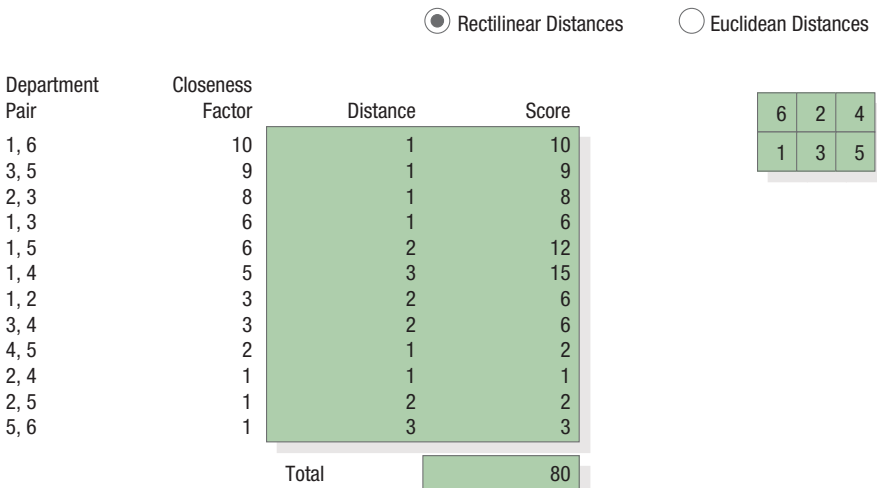 Rectilinear Distances Euclidean Distances
Department Closeness
Pair Factor Distance Score
6 2 4
1, 6 10 1 10
1 3 5
3, 5 9 1 9
2, 3 8 1 8
1, 3 6 1 6
1, 5 6 2 12
1, 4 5 3 15
1, 2 3 2 6
3, 4 3 2 6
4, 5 2 1 2
2, 4 1 1 1
2, 5 1 2 2
5, 6 1 3 3
Total 80